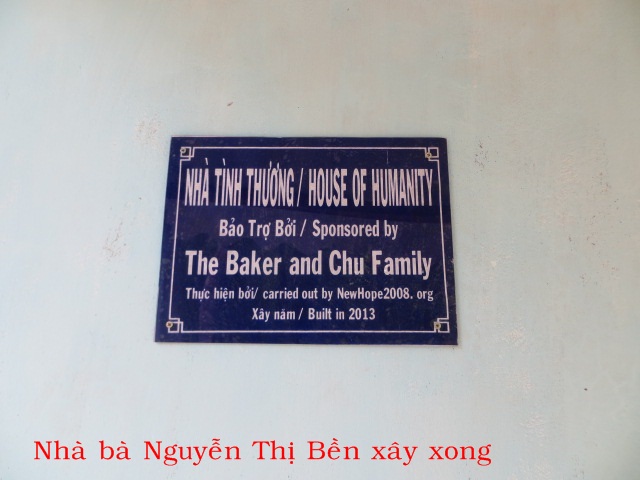 NHÀ TÌNH THƯƠNG / HOUSE OF HUMANITY
Bảo Trợ Bởi / Sponsored by
The Baker and Chu Family
Thực hiện bởi/ carried out by NewHope2008. org
Xây năm / Built in 2013
Nhà bà Nguyễn Thị Bền xây xong